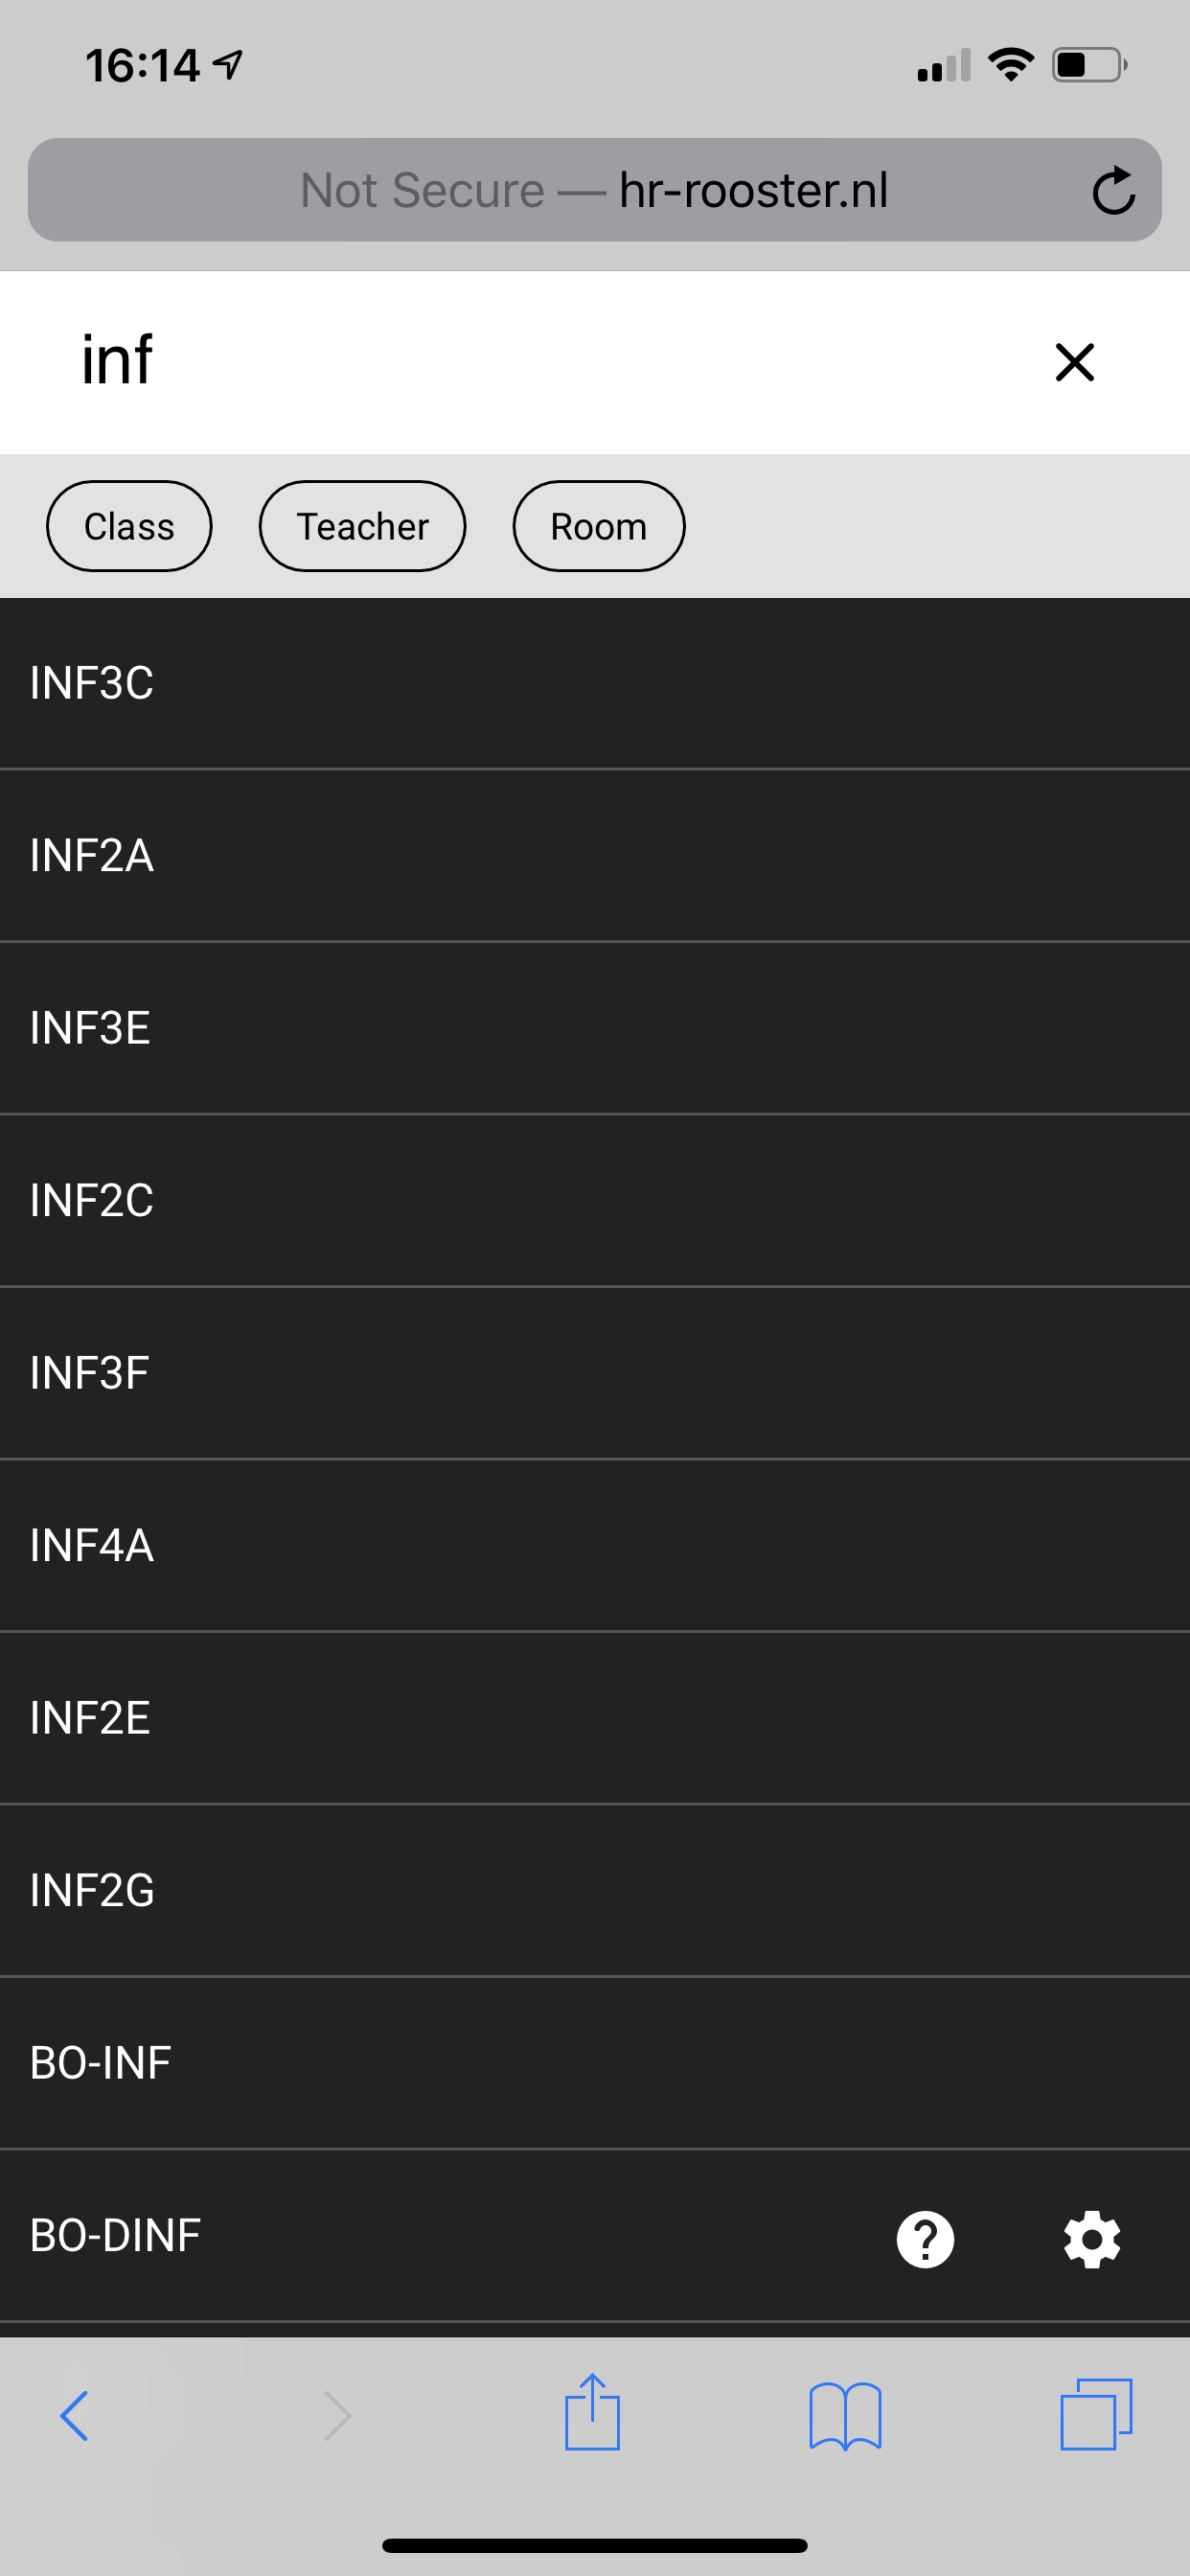 16:14
Not Secure — hr-rooster.nl
inf
Class Teacher Room
INF3C
INF2A
INF3E
INF2C
INF3F
INF4A
INF2E
INF2G
BO-INF
BO-DINF